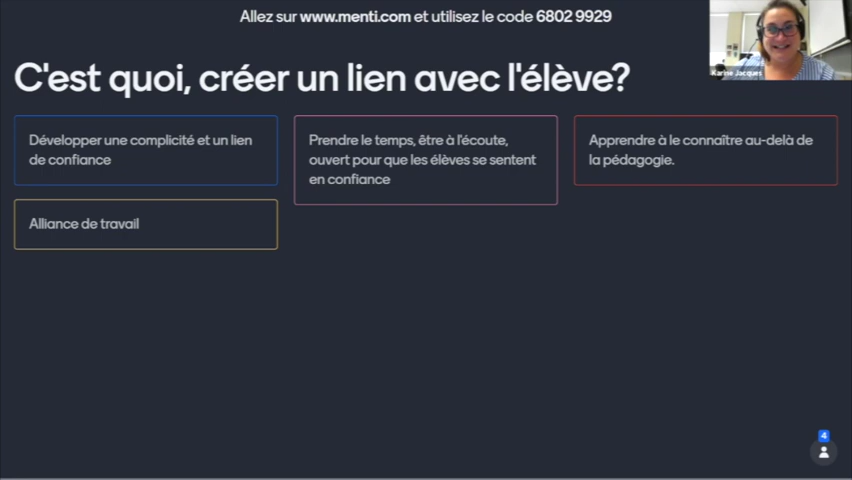 Allez sur www.menti.com et utilisez le code 6802 9929
Karine Jacques
C'est quoi, créer un lien avec l'élève?
Développer une complicité et un lien
de confiance
Prendre le temps, être à l'écoute,
ouvert pour que les élèves se sentent
en confiance
Apprendre à le connaître au-delà de
la pédagogie.
Alliance de travail
4